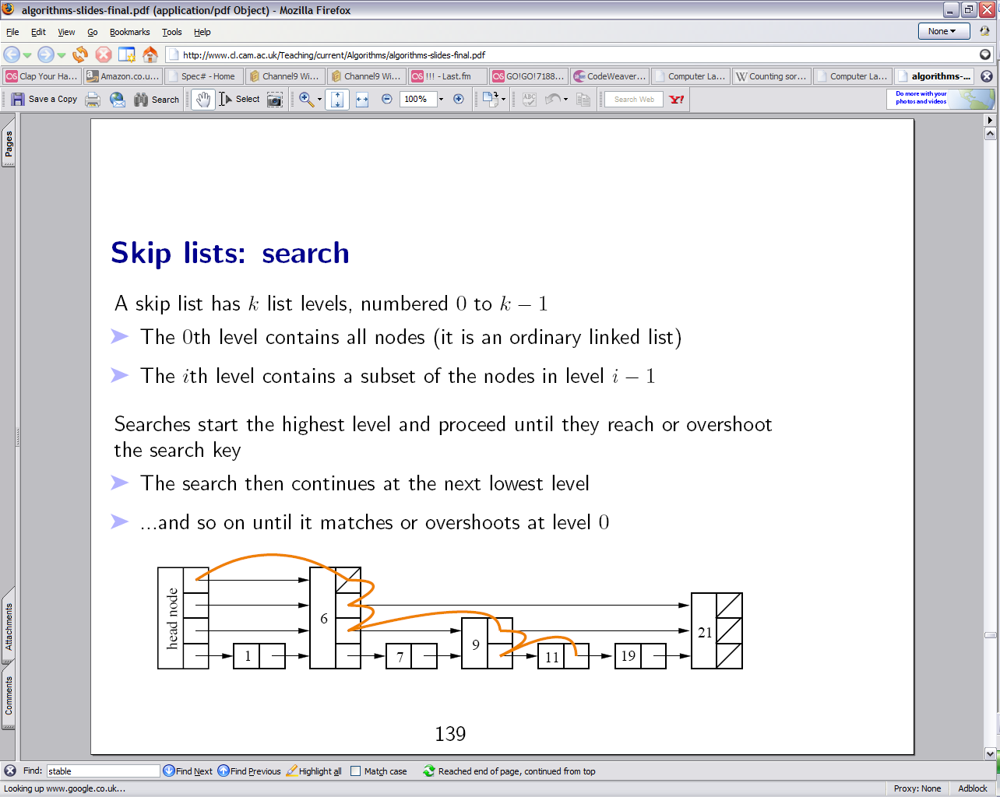 algorithms-slides-final.pdf (application/pdf Object) - Mozilla Firefox
File Edit View Go Bookmarks Tools Help
None
http://www.cl.cam.ac.uk/Teaching/current/Algorithms/algorithms-slides-final.pdf
Clap Your Ha... Amazon.co.u... Spec# - Home Channel9 Wi... Channel9 Wi... !!! - Last.fm GO!GO!7188... CodeWeaver... Computer La... Counting sor... Computer La... algorithms-...
Save a Copy Search Select 100% Search Web Y!
Do more with your
photos and videos
Pages
Attachments
Comments
Skip lists: search
A skip list has k list levels, numbered 0 to k − 1
The 0th level contains all nodes (it is an ordinary linked list)
The ith level contains a subset of the nodes in level i − 1
Searches start the highest level and proceed until they reach or overshoot
the search key
The search then continues at the next lowest level
...and so on until it matches or overshoots at level 0
head node 1 6 7 9 11 19 21
139
Find: stable Find Next Find Previous Highlight all Match case Reached end of page, continued from top
Looking up www.google.co.uk... Proxy: None Adblock